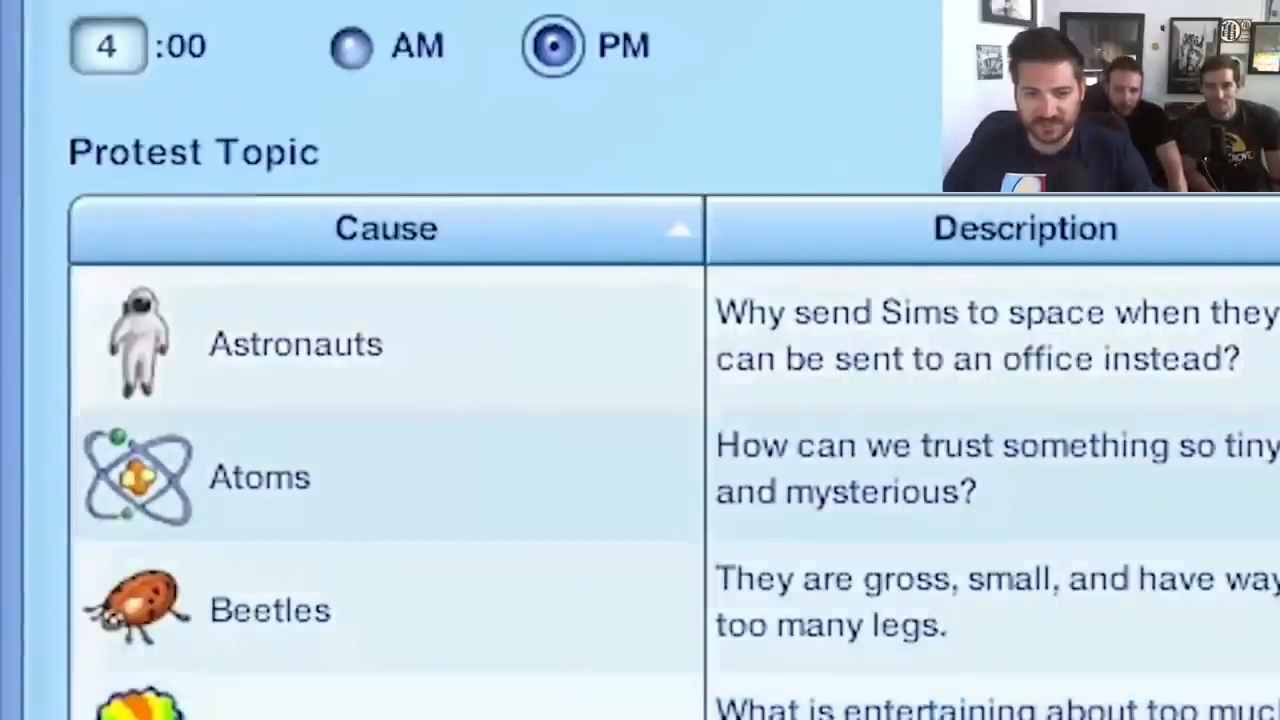 4 :00 AM PM
Protest Topic
Cause Description
Astronauts
Why send Sims to space when they
can be sent to an office instead?
Atoms
How can we trust something so tiny
and mysterious?
Beetles
They are gross, small, and have way
too many legs.
What is entertaining about too much